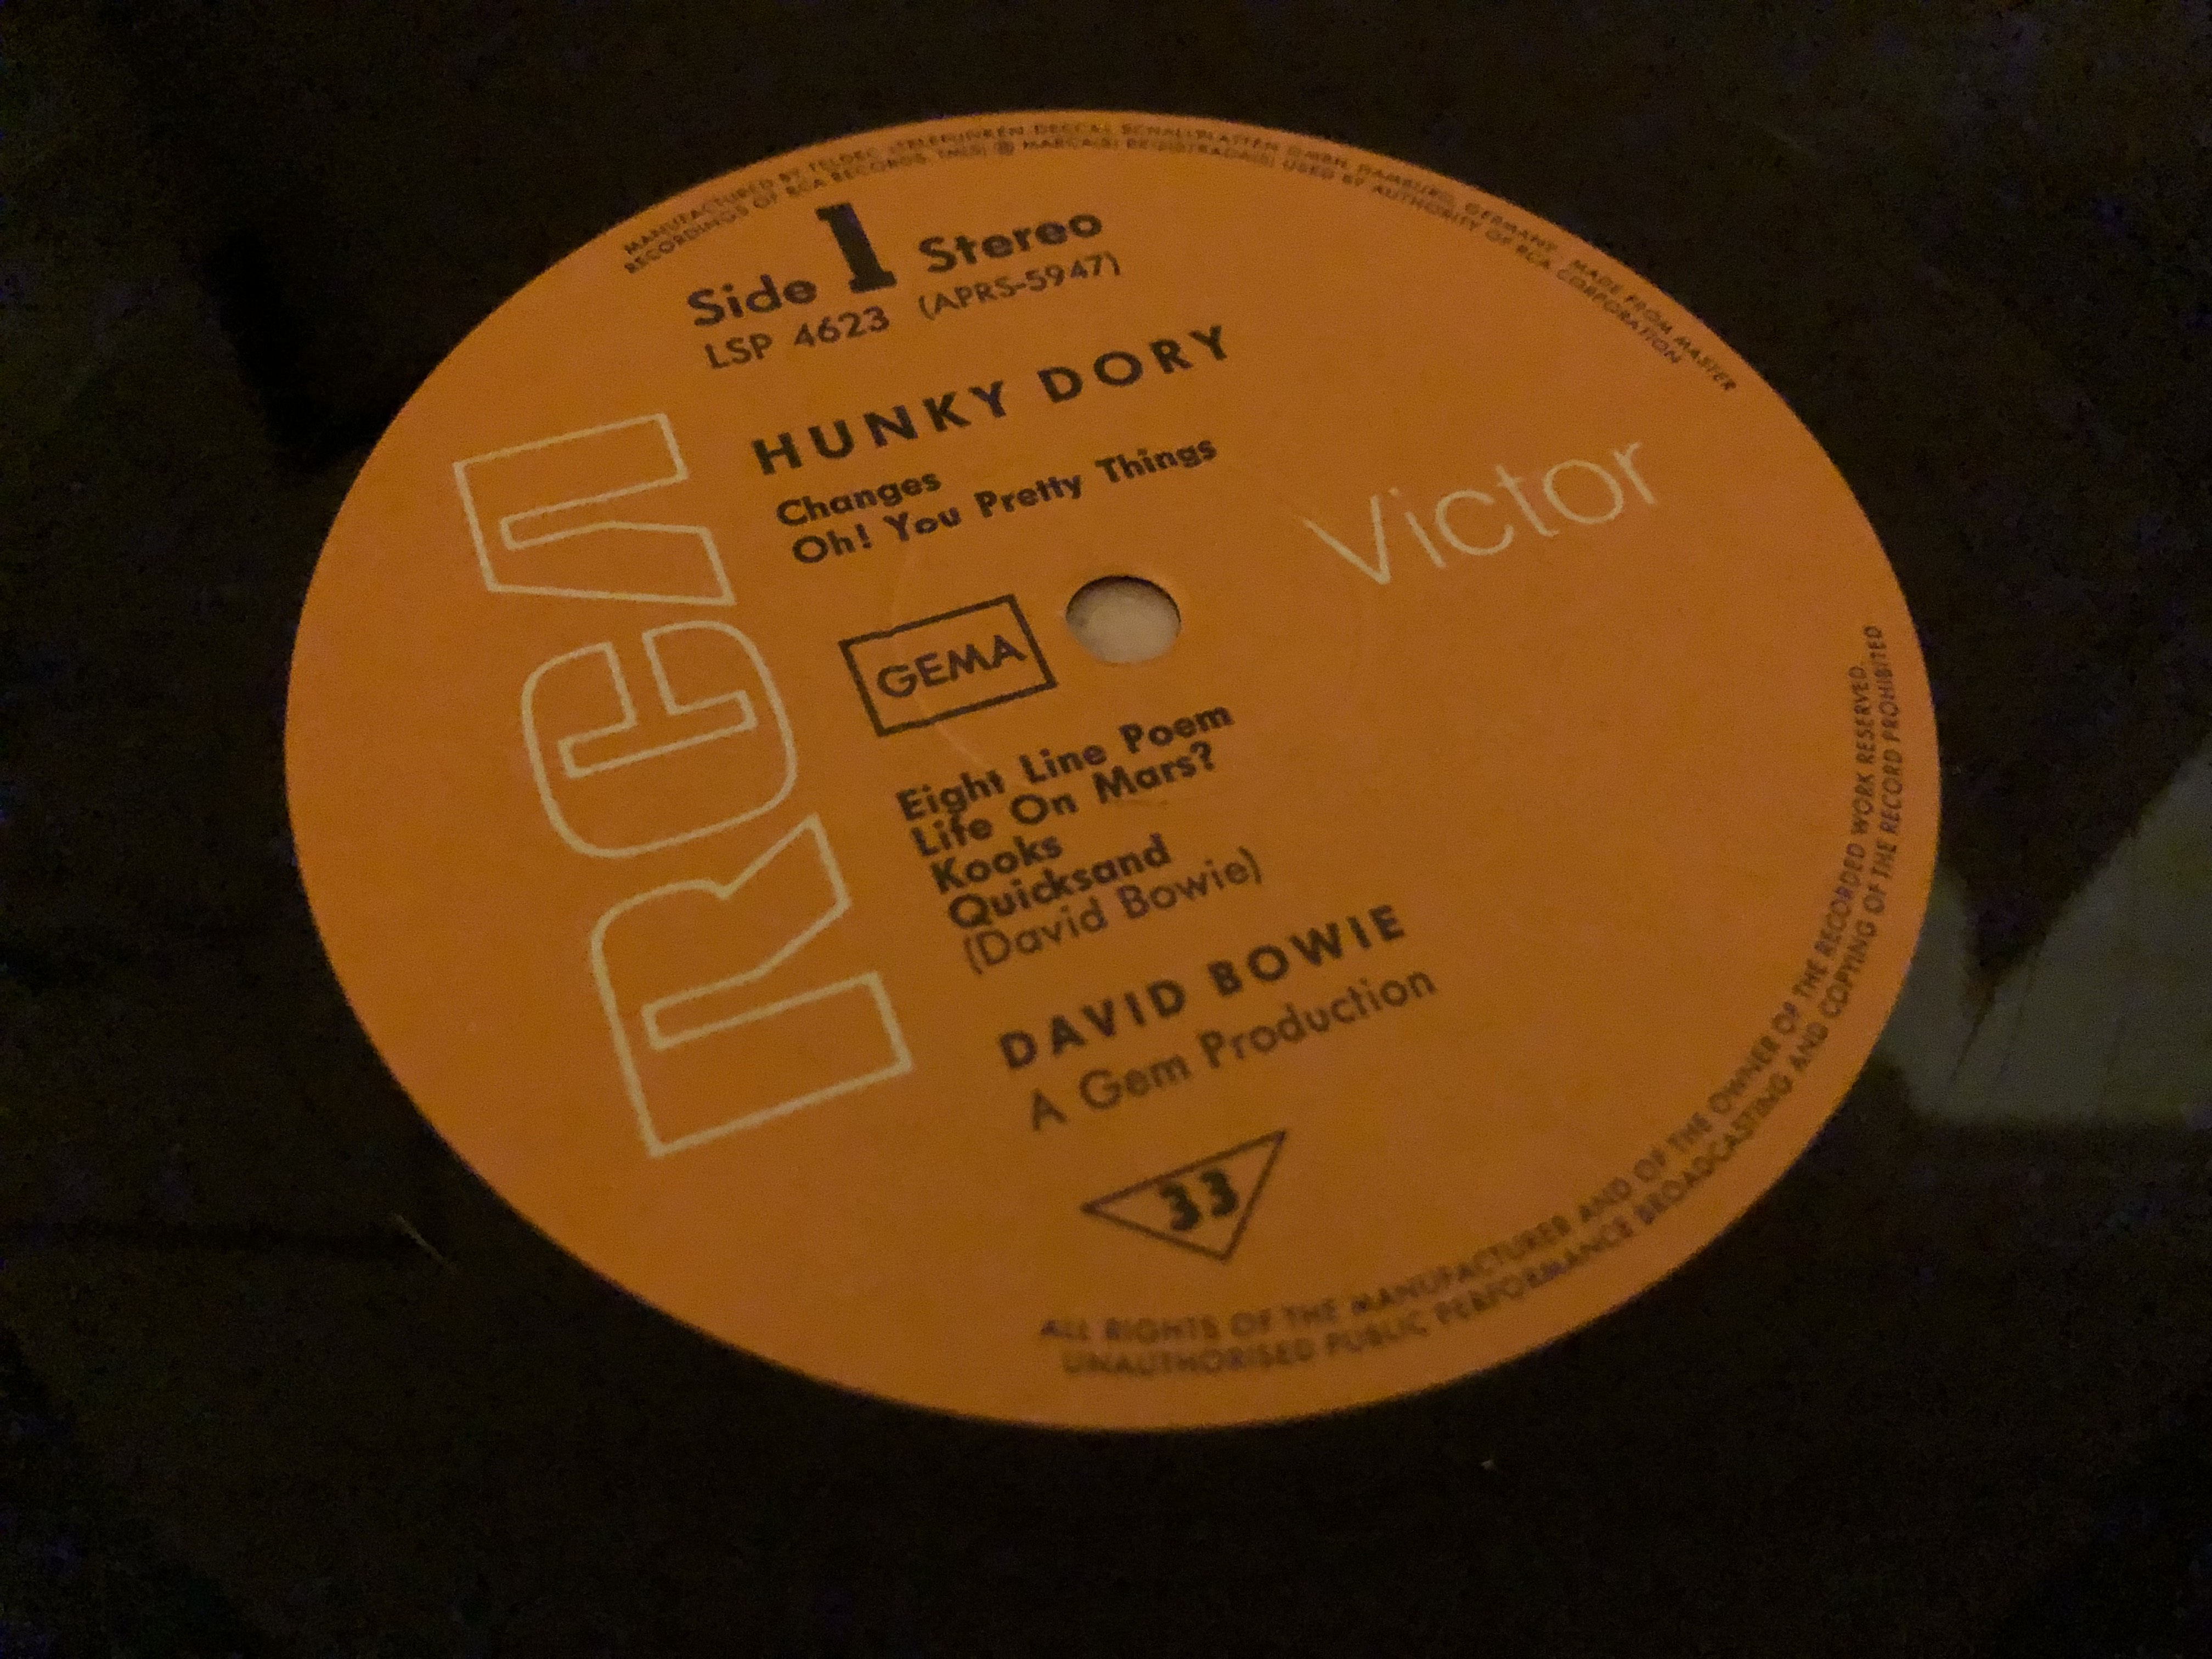 MANUFACTURED BY TELDEC »TELEFUNKEN DECCA« SCHALLPLATTEN GMBH, HAMBURG, GERMANY. MADE FROM MASTER
RECORDINGS OF RCA RECORDS. TM(S) ® MARCA(S) REGISTRADA(S) USED BY AUTHORITY OF RCA CORPORATION
Side 1 Stereo
LSP 4623 (APRS-5947)
HUNKY DORY
Changes
Oh! You Pretty Things
RCA
Victor
GEMA
Eight Line Poem
Life On Mars?
Kooks
Quicksand
(David Bowie)
DAVID BOWIE
A Gem Production
33
ALL RIGHTS OF THE MANUFACTURER AND OF THE OWNER OF THE RECORDED WORK RESERVED.
UNAUTHORISED PUBLIC PERFORMANCE BROADCASTING AND COPYING OF THE RECORD PROHIBITED